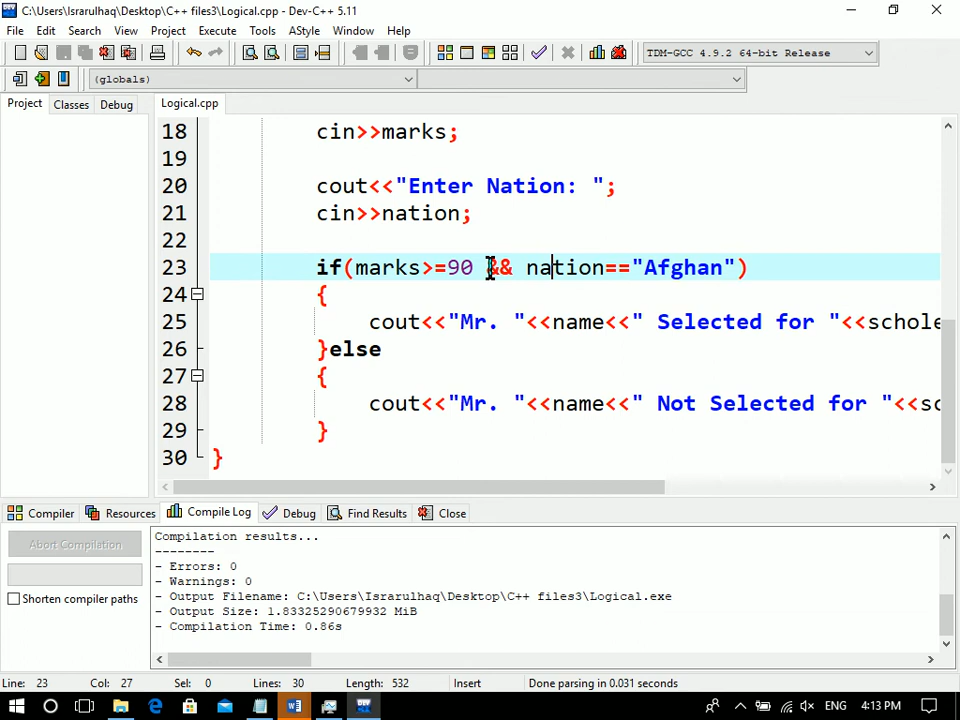 C:\Users\Israrulhaq\Desktop\C++ files3\Logical.cpp - Dev-C++ 5.11
File Edit Search View Project Execute Tools AStyle Window Help
TDM-GCC 4.9.2 64-bit Release
(globals)
Project Classes Debug Logical.cpp
18 cin>>marks;
19
20 cout<<"Enter Nation: ";
21 cin>>nation;
22
23 if(marks>=90 && nation=="Afghan")
24 {
25 cout<<"Mr. "<<name<<" Selected for "<<schole
26 }else
27 {
28 cout<<"Mr. "<<name<<" Not Selected for "<<sc
29 }
30 }
Compiler Resources Compile Log Debug Find Results Close
Abort Compilation
Shorten compiler paths
Compilation results...
--------
- Errors: 0
- Warnings: 0
- Output Filename: C:\Users\Israrulhaq\Desktop\C++ files3\Logical.exe
- Output Size: 1.83325290679932 MiB
- Compilation Time: 0.86s
Line: 23 Col: 27 Sel: 0 Lines: 30 Length: 532 Insert Done parsing in 0.031 seconds
ENG 4:13 PM